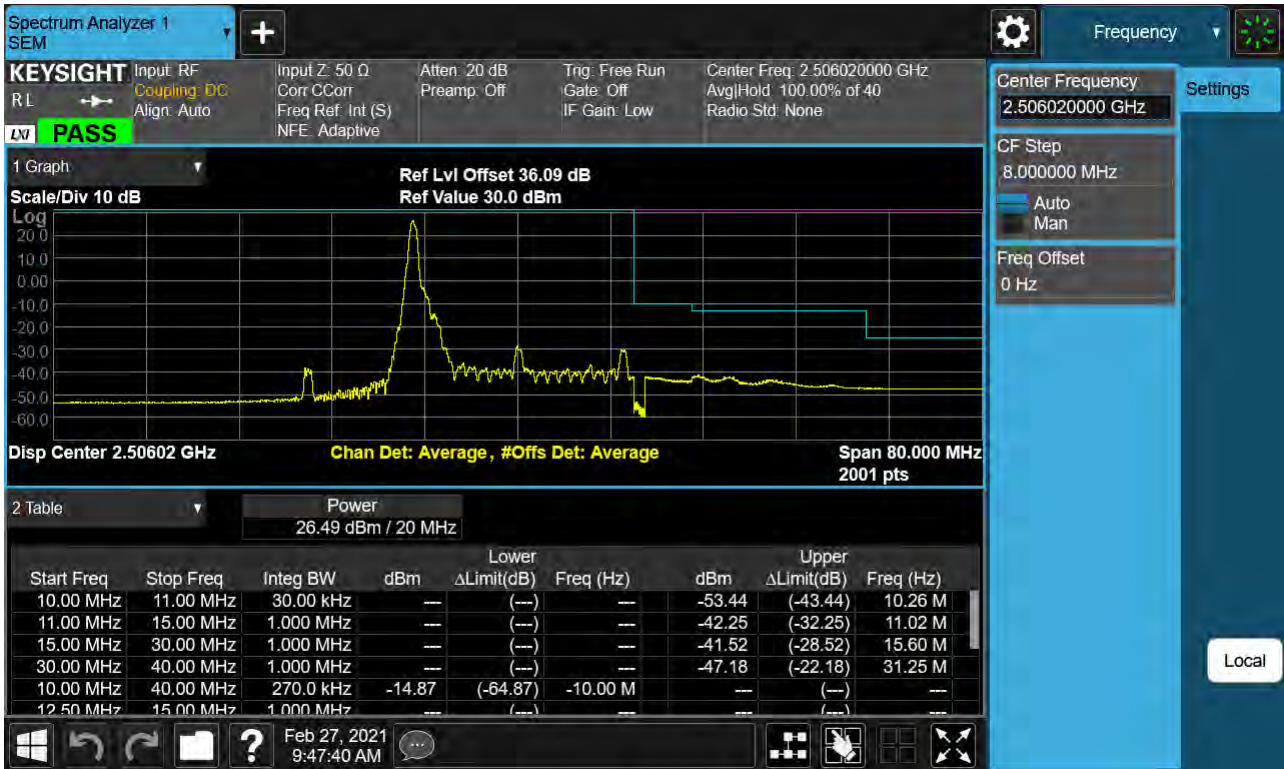 Spectrum Analyzer 1
SEM
+
Frequency
KEYSIGHT
RL
LXI PASS
Input: RF
Coupling: DC
Align: Auto
Input Z: 50 Ω
Corr CCorr
Freq Ref: Int (S)
NFE: Adaptive
Atten: 20 dB
Preamp: Off
Trig: Free Run
Gate: Off
IF Gain: Low
Center Freq: 2.506020000 GHz
Avg|Hold: 100.00% of 40
Radio Std: None
Center Frequency
2.506020000 GHz
Settings
CF Step
8.000000 MHz
Auto
Man
Freq Offset
0 Hz
Local
1 Graph
Scale/Div 10 dB
Ref Lvl Offset 36.09 dB
Ref Value 30.0 dBm
Log
20.0
10.0
0.00
-10.0
-20.0
-30.0
-40.0
-50.0
-60.0
Disp Center 2.50602 GHz
Chan Det: Average, #Offs Det: Average
Span 80.000 MHz
2001 pts
2 Table
Power
26.49 dBm / 20 MHz
Lower Upper
Start Freq Stop Freq Integ BW dBm ΔLimit(dB) Freq (Hz) dBm ΔLimit(dB) Freq (Hz)
10.00 MHz 11.00 MHz 30.00 kHz --- (---) --- -53.44 (-43.44) 10.26 M
11.00 MHz 15.00 MHz 1.000 MHz --- (---) --- -42.25 (-32.25) 11.02 M
15.00 MHz 30.00 MHz 1.000 MHz --- (---) --- -41.52 (-28.52) 15.60 M
30.00 MHz 40.00 MHz 1.000 MHz --- (---) --- -47.18 (-22.18) 31.25 M
10.00 MHz 40.00 MHz 270.0 kHz -14.87 (-64.87) -10.00 M --- (---) ---
12.50 MHz 15.00 MHz 1.000 MHz --- (---) --- --- (---) ---
?
Feb 27, 2021
9:47:40 AM